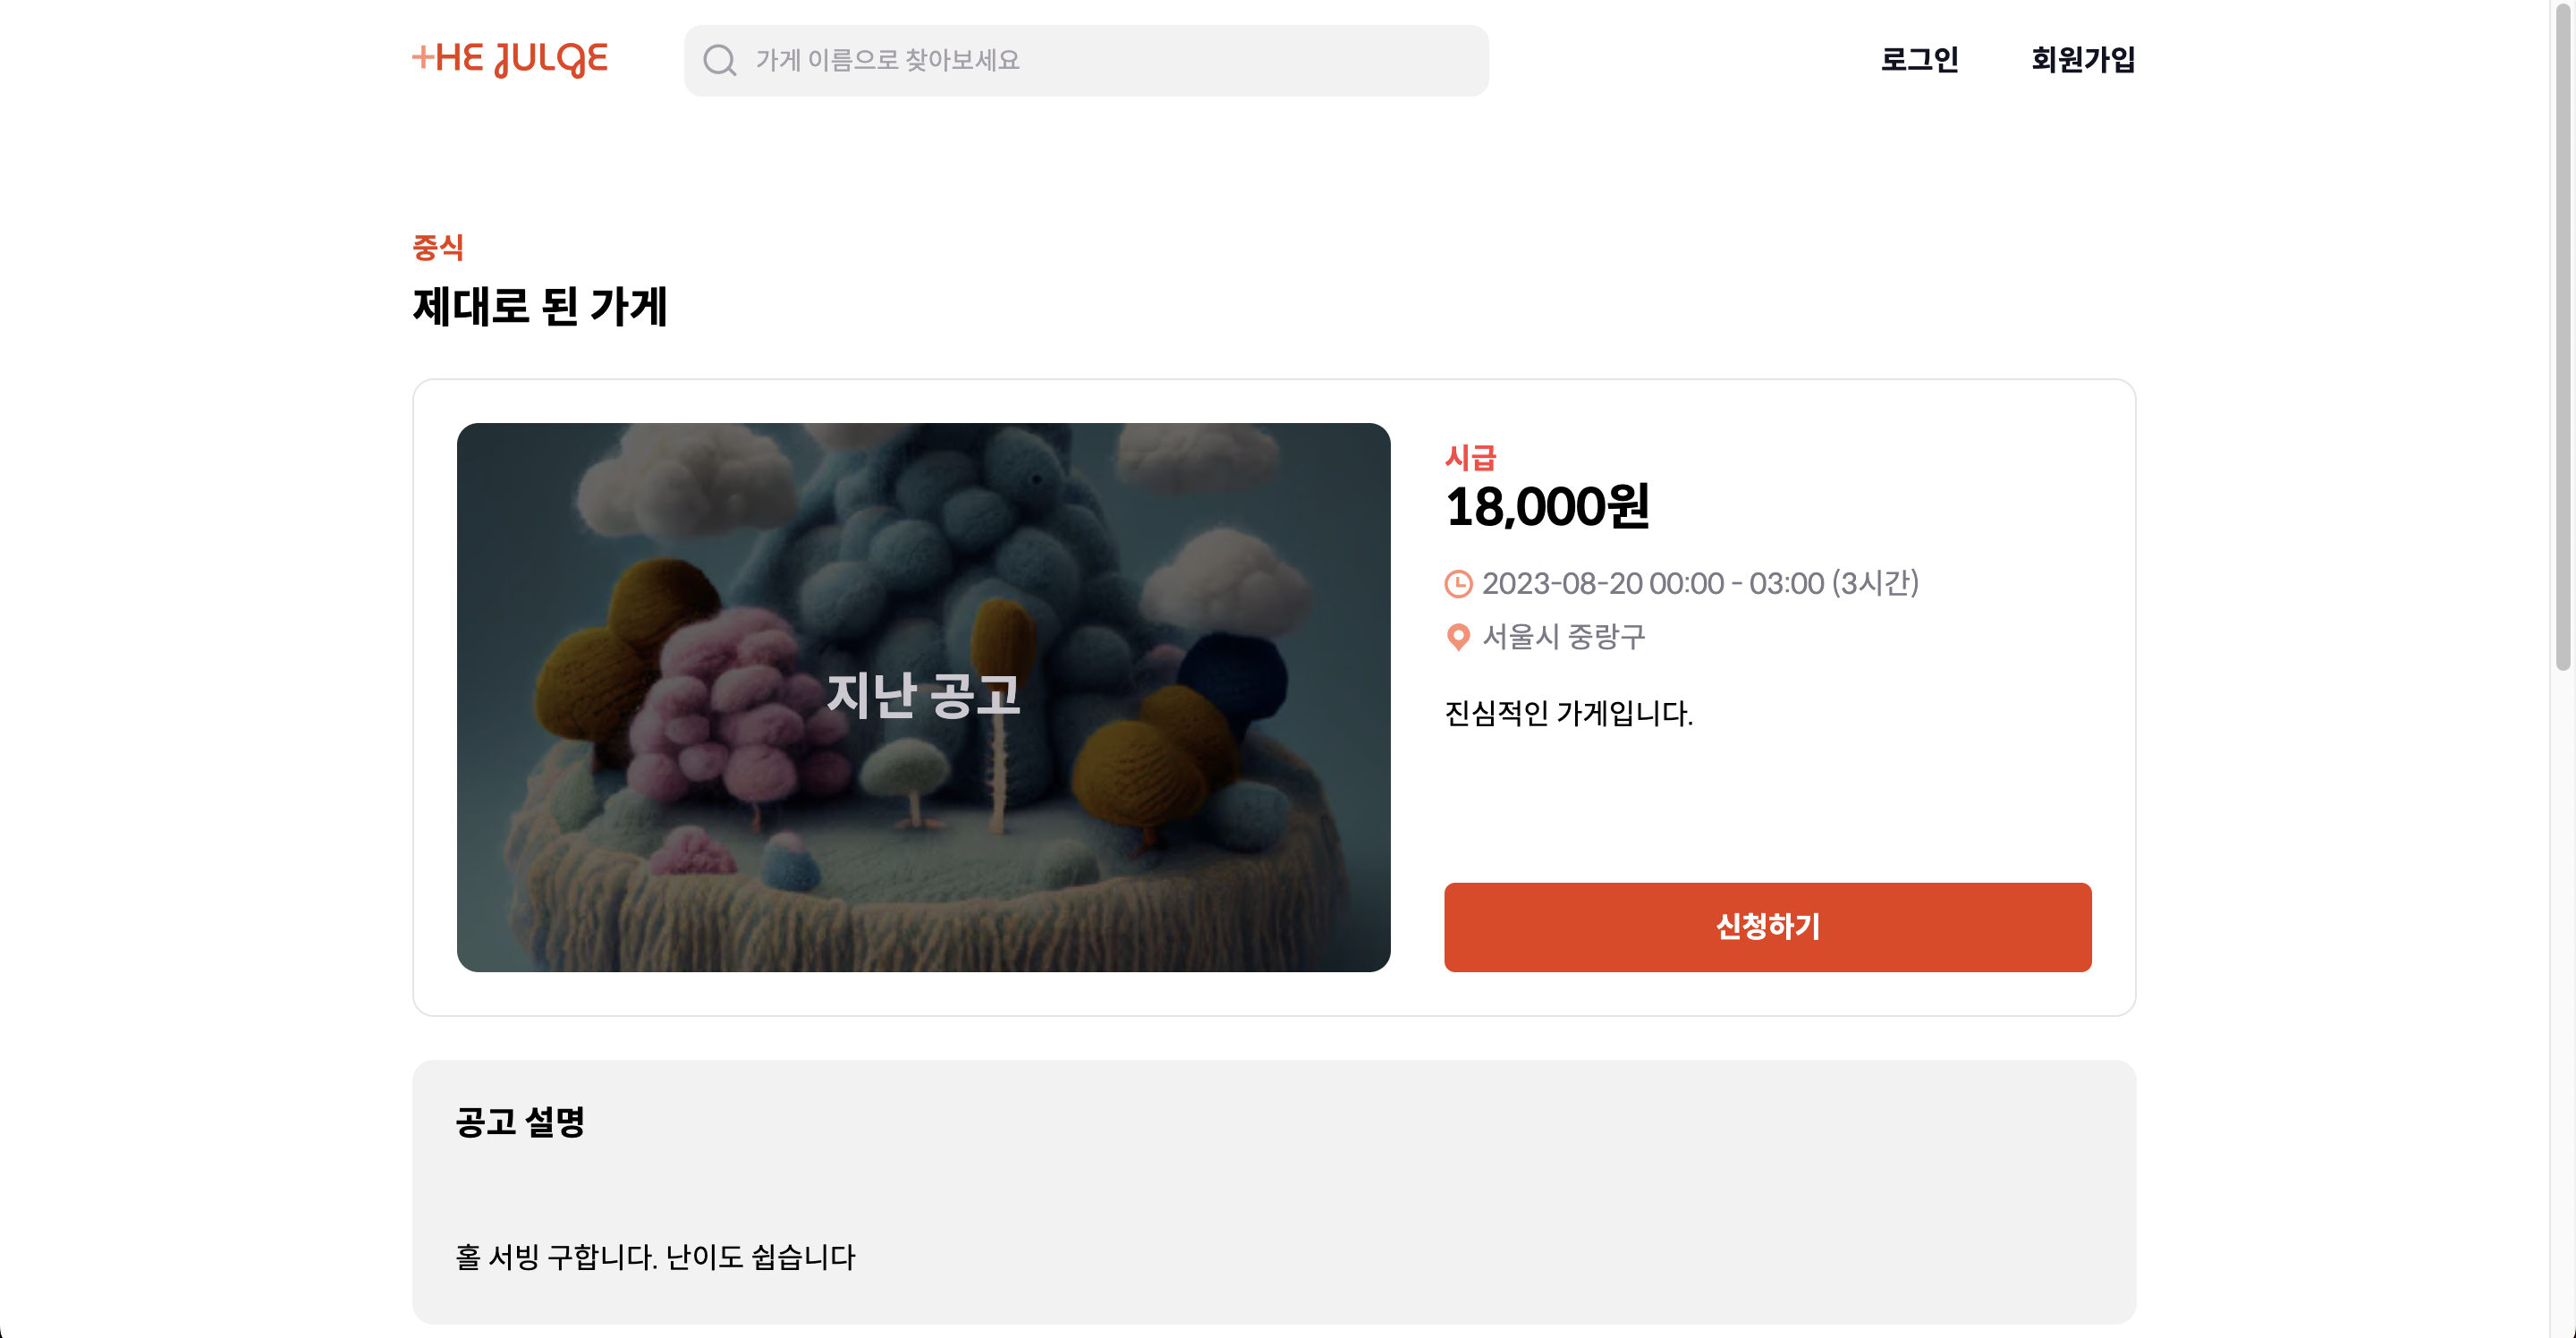 +HE JULGE
가게 이름으로 찾아보세요
로그인
회원가입
중식
제대로 된 가게
지난 공고
시급
18,000원
2023-08-20 00:00 - 03:00 (3시간)
서울시 중랑구
진심적인 가게입니다.
신청하기
공고 설명
홀 서빙 구합니다. 난이도 쉽습니다